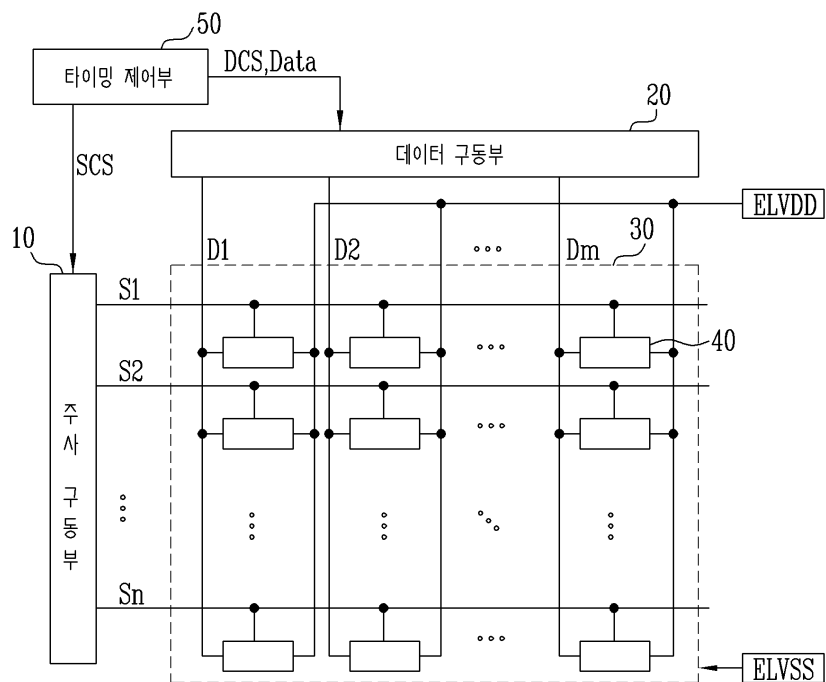 50
타이밍 제어부
DCS,Data
20
SCS
데이터 구동부
ELVDD
10
D1
D2
Dm
30
S1
40
S2
주사 구동부
Sn
ELVSS